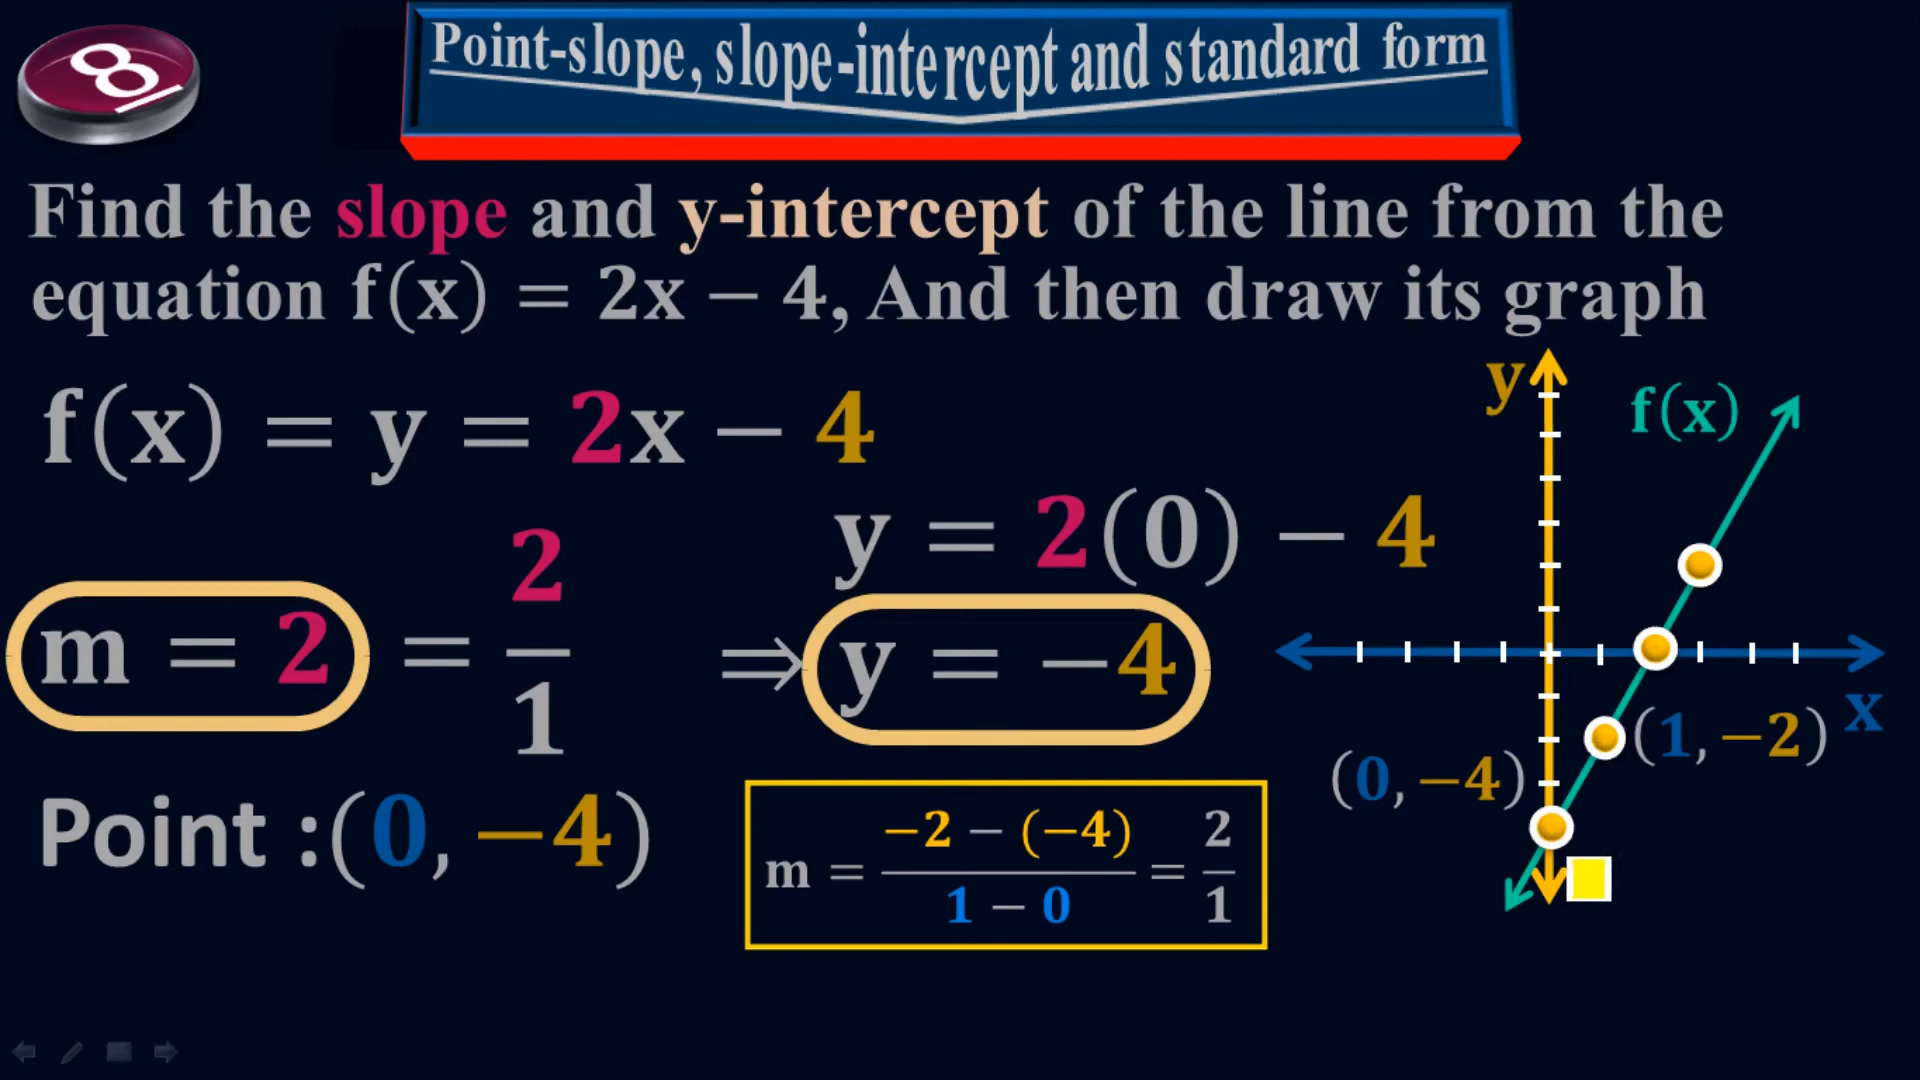 8
Point-slope, slope-intercept and standard form
Find the slope and y-intercept of the line from the
equation f(x) = 2x − 4, And then draw its graph
f(x) = y = 2x − 4
y = 2(0) − 4
m = 2 = 2/1
⇒ y = −4
Point :(0, −4)
m = −2 − (−4) / 1 − 0 = 2/1
y
f(x)
x
(1, −2)
(0, −4)